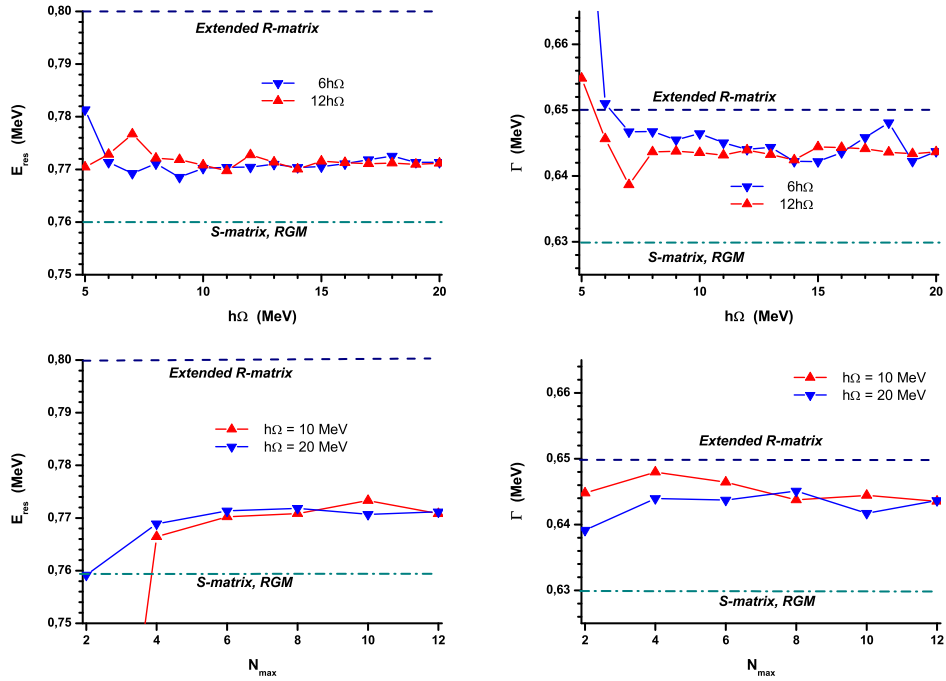 0,80
0,79
0,78
0,77
0,76
0,75
E_res (MeV)
Extended R-matrix
6hΩ
12hΩ
S-matrix, RGM
5 10 15 20
hΩ (MeV)
0,66
0,65
0,64
0,63
Γ (MeV)
Extended R-matrix
6hΩ
12hΩ
S-matrix, RGM
5 10 15 20
hΩ (MeV)
0,80
0,79
0,78
0,77
0,76
0,75
E_res (MeV)
Extended R-matrix
hΩ = 10 MeV
hΩ = 20 MeV
S-matrix, RGM
2 4 6 8 10 12
N_max
0,66
0,65
0,64
0,63
Γ (MeV)
hΩ = 10 MeV
hΩ = 20 MeV
Extended R-matrix
S-matrix, RGM
2 4 6 8 10 12
N_max